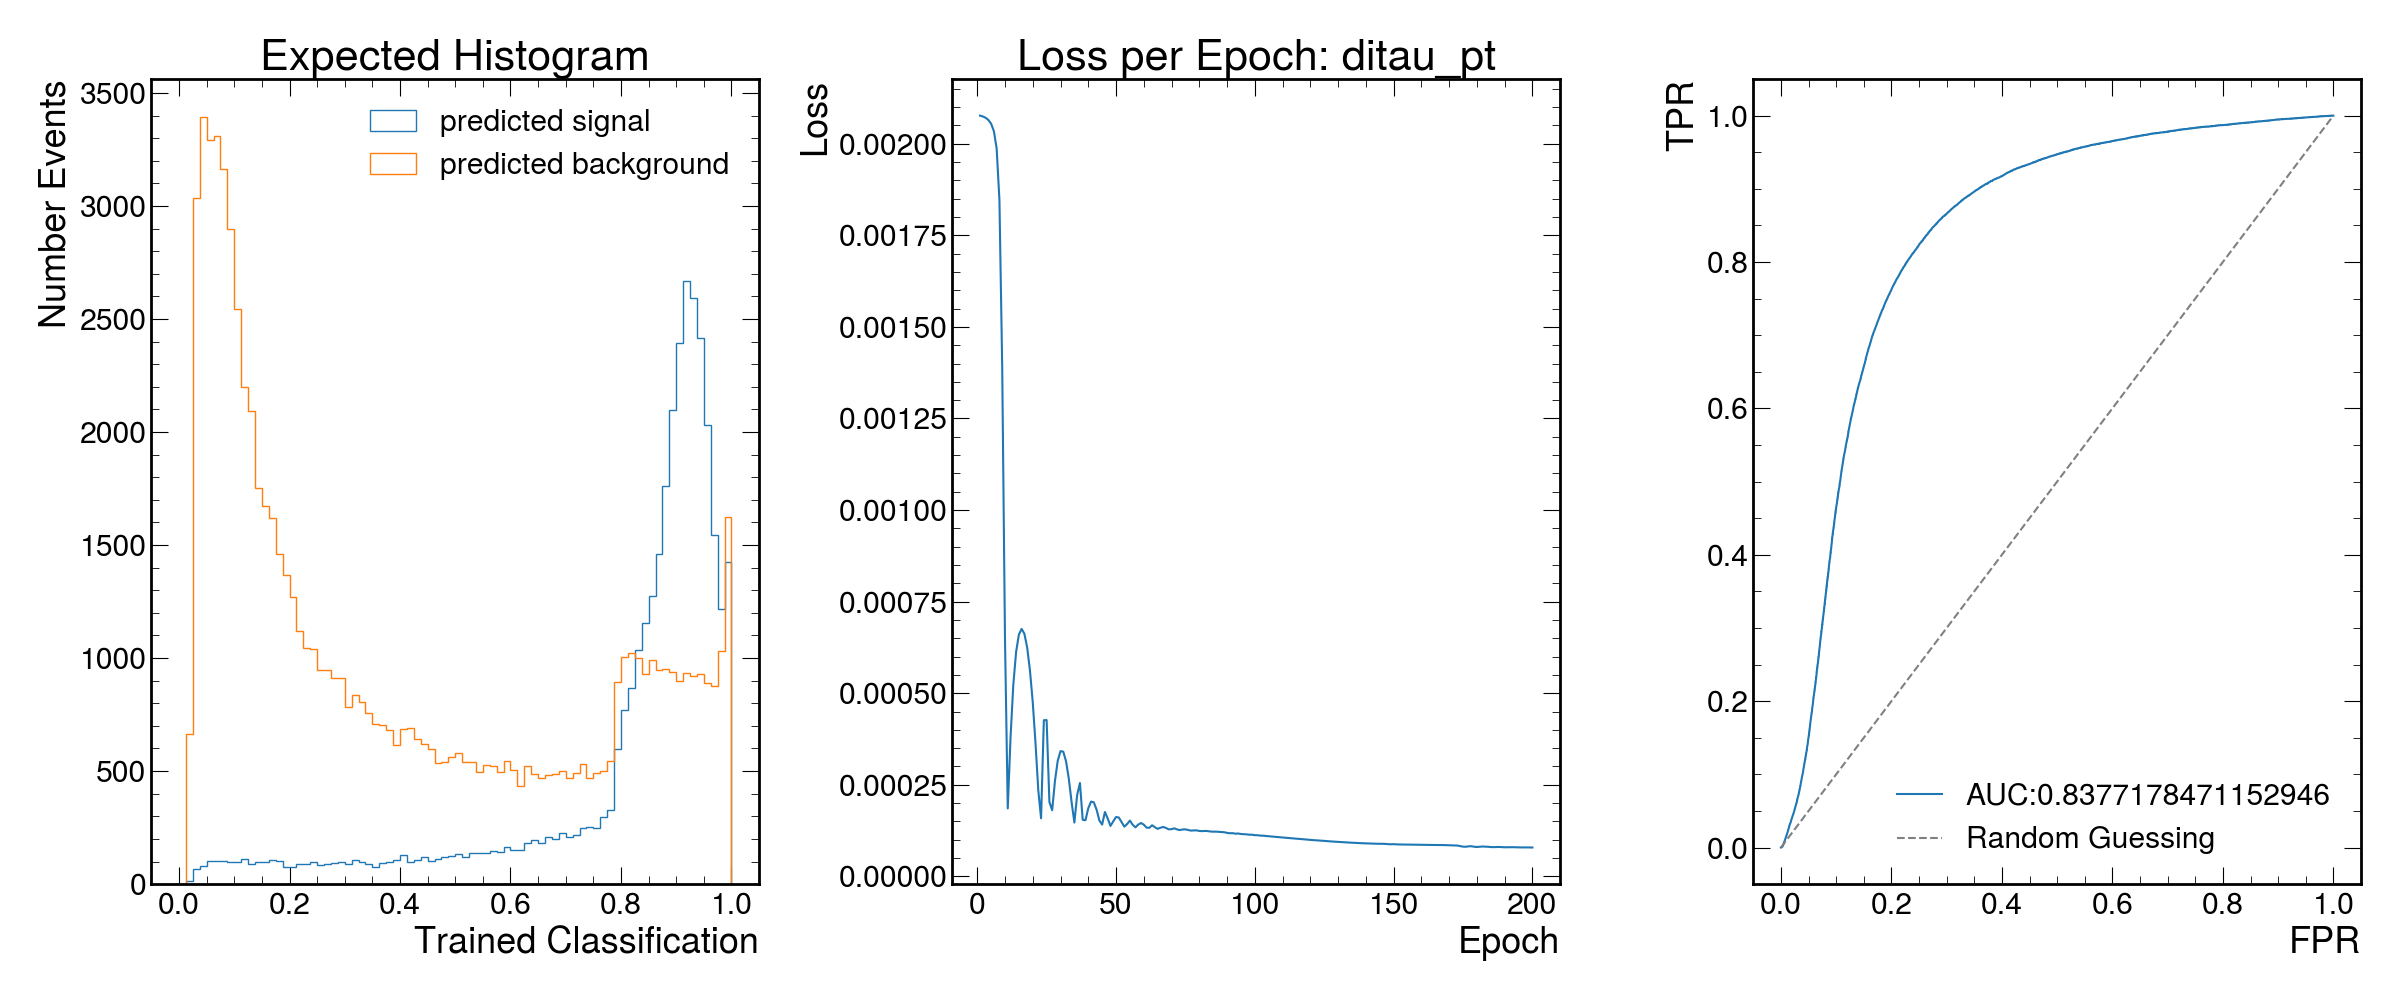 Expected Histogram
Number Events
3500
3000
2500
2000
1500
1000
500
0
predicted signal
predicted background
0.0 0.2 0.4 0.6 0.8 1.0
Trained Classification
Loss per Epoch: ditau_pt
Loss
0.00200
0.00175
0.00150
0.00125
0.00100
0.00075
0.00050
0.00025
0.00000
0 50 100 150 200
Epoch
TPR
1.0
0.8
0.6
0.4
0.2
0.0
AUC:0.8377178471152946
Random Guessing
0.0 0.2 0.4 0.6 0.8 1.0
FPR